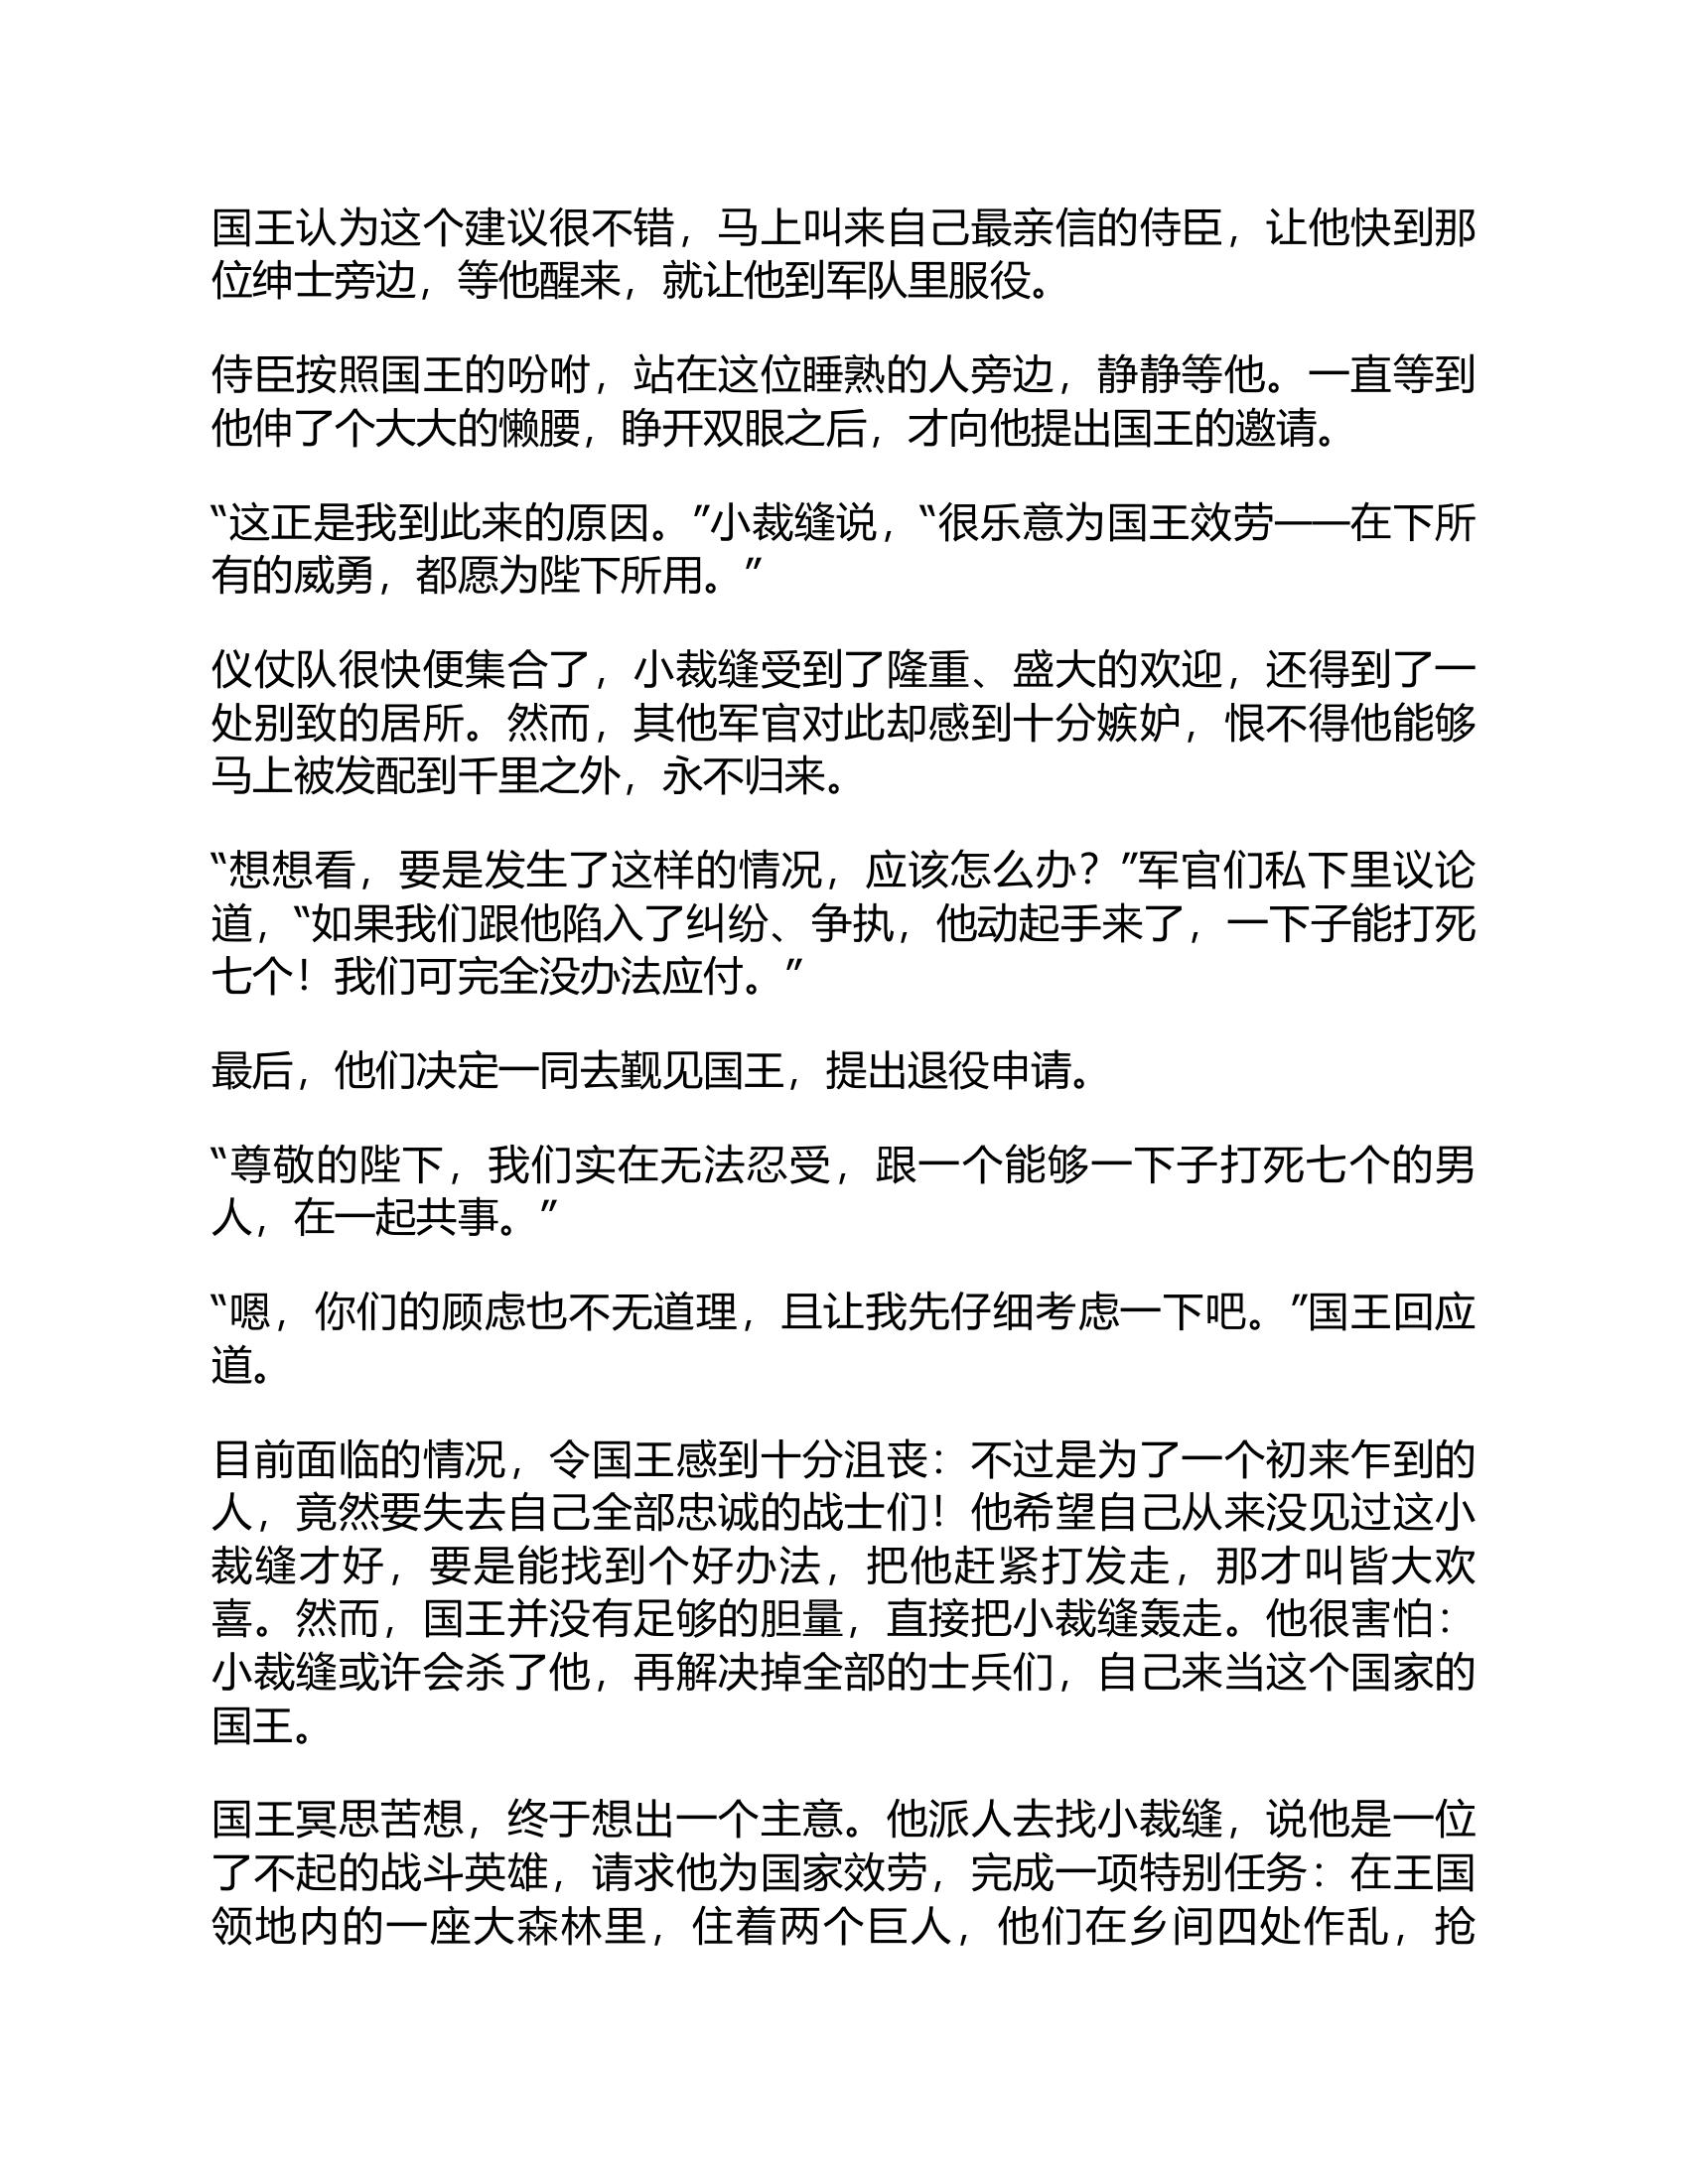 国王认为这个建议很不错，马上叫来自己最亲信的侍臣，让他快到那
位绅士旁边，等他醒来，就让他到军队里服役。
侍臣按照国王的吩咐，站在这位睡熟的人旁边，静静等他。一直等到
他伸了个大大的懒腰，睁开双眼之后，才向他提出国王的邀请。
“这正是我到此来的原因。”小裁缝说，“很乐意为国王效劳——在下所
有的威勇，都愿为陛下所用。”
仪仗队很快便集合了，小裁缝受到了隆重、盛大的欢迎，还得到了一
处别致的居所。然而，其他军官对此却感到十分嫉妒，恨不得他能够
马上被发配到千里之外，永不归来。
“想想看，要是发生了这样的情况，应该怎么办？”军官们私下里议论
道，“如果我们跟他陷入了纠纷、争执，他动起手来了，一下子能打死
七个！我们可完全没办法应付。”
最后，他们决定一同去觐见国王，提出退役申请。
“尊敬的陛下，我们实在无法忍受，跟一个能够一下子打死七个的男
人，在一起共事。”
“嗯，你们的顾虑也不无道理，且让我先仔细考虑一下吧。”国王回应
道。
目前面临的情况，令国王感到十分沮丧：不过是为了一个初来乍到的
人，竟然要失去自己全部忠诚的战士们！他希望自己从来没见过这小
裁缝才好，要是能找到个好办法，把他赶紧打发走，那才叫皆大欢
喜。然而，国王并没有足够的胆量，直接把小裁缝轰走。他很害怕：
小裁缝或许会杀了他，再解决掉全部的士兵们，自己来当这个国家的
国王。
国王冥思苦想，终于想出一个主意。他派人去找小裁缝，说他是一位
了不起的战斗英雄，请求他为国家效劳，完成一项特别任务：在王国
领地内的一座大森林里，住着两个巨人，他们在乡间四处作乱，抢